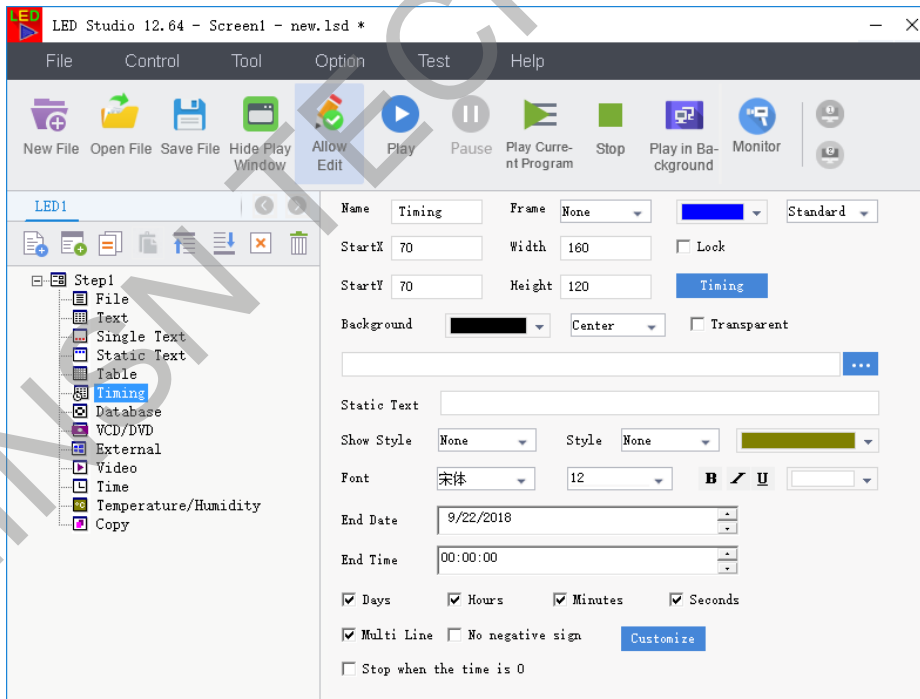 LED
LED Studio 12.64 - Screen1 - new.lsd *
File Control Tool Option Test Help
New File Open File Save File Hide Play Window Allow Edit Play Pause Play Curre-nt Program Stop Play in Ba-ckground Monitor
LED1
Step1
File
Text
Single Text
Static Text
Table
Timing
Database
VCD/DVD
External
Video
Time
Temperature/Humidity
Copy
Name Timing Frame None Standard
StartX 70 Width 160 Lock
StartY 70 Height 120 Timing
Background Center Transparent
...
Static Text
Show Style None Style None
Font 宋体 12 B I U
End Date 9/22/2018
End Time 00:00:00
Days Hours Minutes Seconds
Multi Line No negative sign Customize
Stop when the time is 0